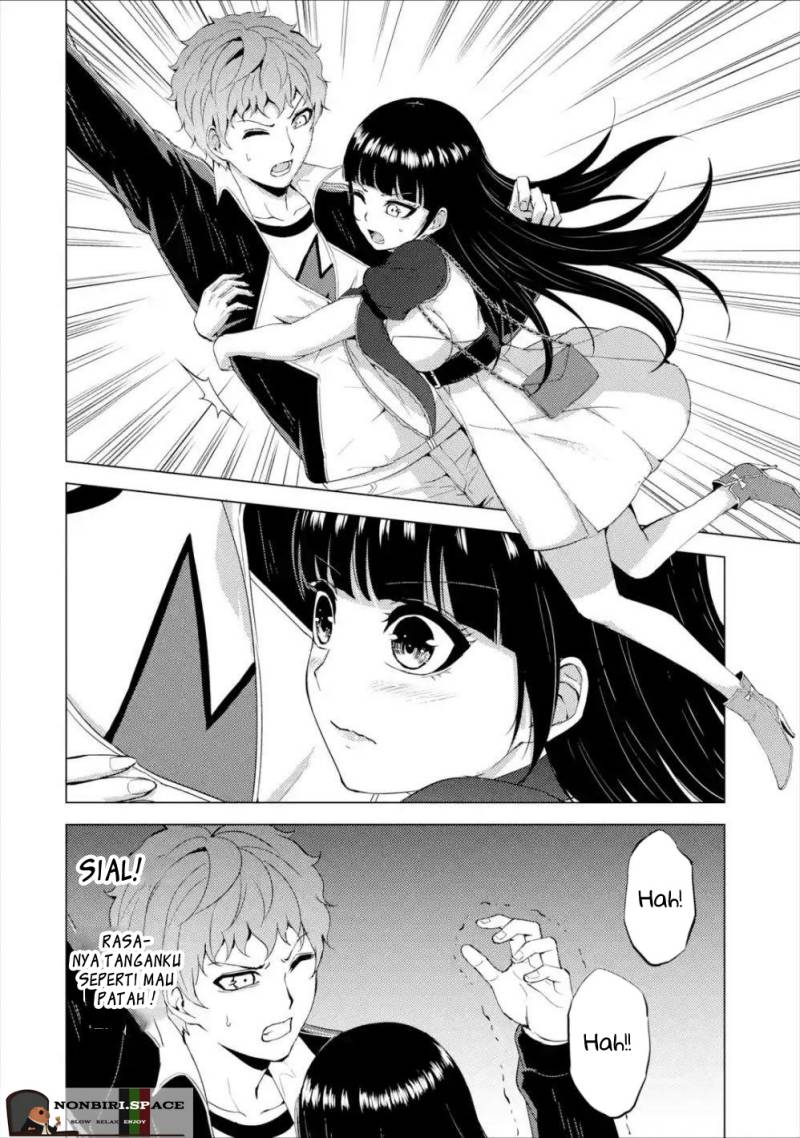 Hah!
Hah!!
SIAL!
RASA-
NYA TANGANKU
SEPERTI MAU
PATAH!
NONBIRI.SPACE
SLOW RELAX ENJOY